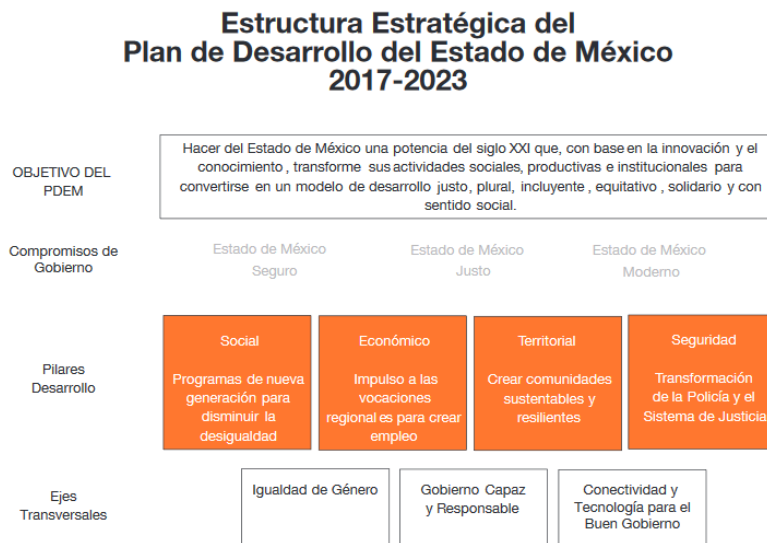 Estructura Estratégica del
Plan de Desarrollo del Estado de México
2017-2023
OBJETIVO DEL
PDEM
Hacer del Estado de México una potencia del siglo XXI que, con base en la innovación y el
conocimiento , transforme sus actividades sociales, productivas e institucionales para
convertirse en un modelo de desarrollo justo, plural, incluyente , equitativo , solidario y con
sentido social.
Compromisos de
Gobierno
Estado de México
Seguro
Estado de México
Justo
Estado de México
Moderno
Pilares
Desarrollo
Social
Programas de nueva
generación para
disminuir la
desigualdad
Económico
Impulso a las
vocaciones
regionales para crear
empleo
Territorial
Crear comunidades
sustentables y
resilientes
Seguridad
Transformación
de la Policía y el
Sistema de Justicia
Ejes
Transversales
Igualdad de Género
Gobierno Capaz
y Responsable
Conectividad y
Tecnología para el
Buen Gobierno